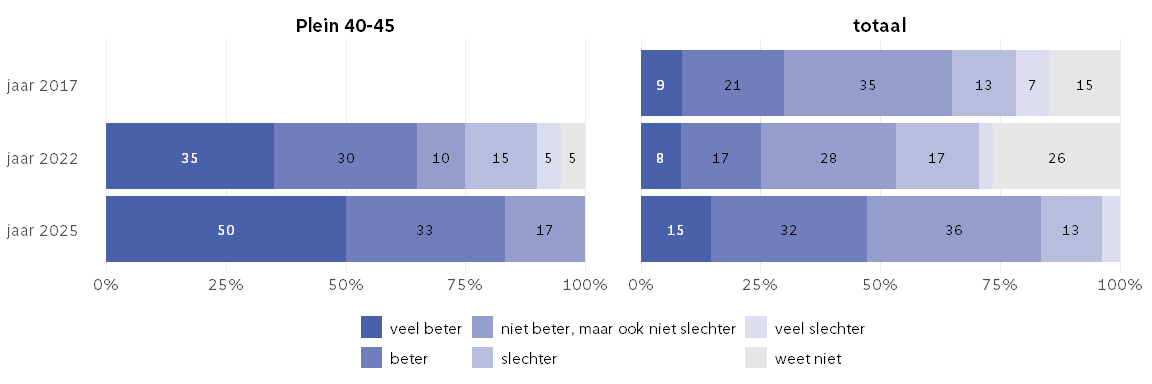 Plein 40-45
totaal
jaar 2017
9 21 35 13 7 15
jaar 2022
35 30 10 15 5 5
8 17 28 17 26
jaar 2025
50 33 17
15 32 36 13
0% 25% 50% 75% 100%
0% 25% 50% 75% 100%
veel beter
niet beter, maar ook niet slechter
veel slechter
beter
slechter
weet niet